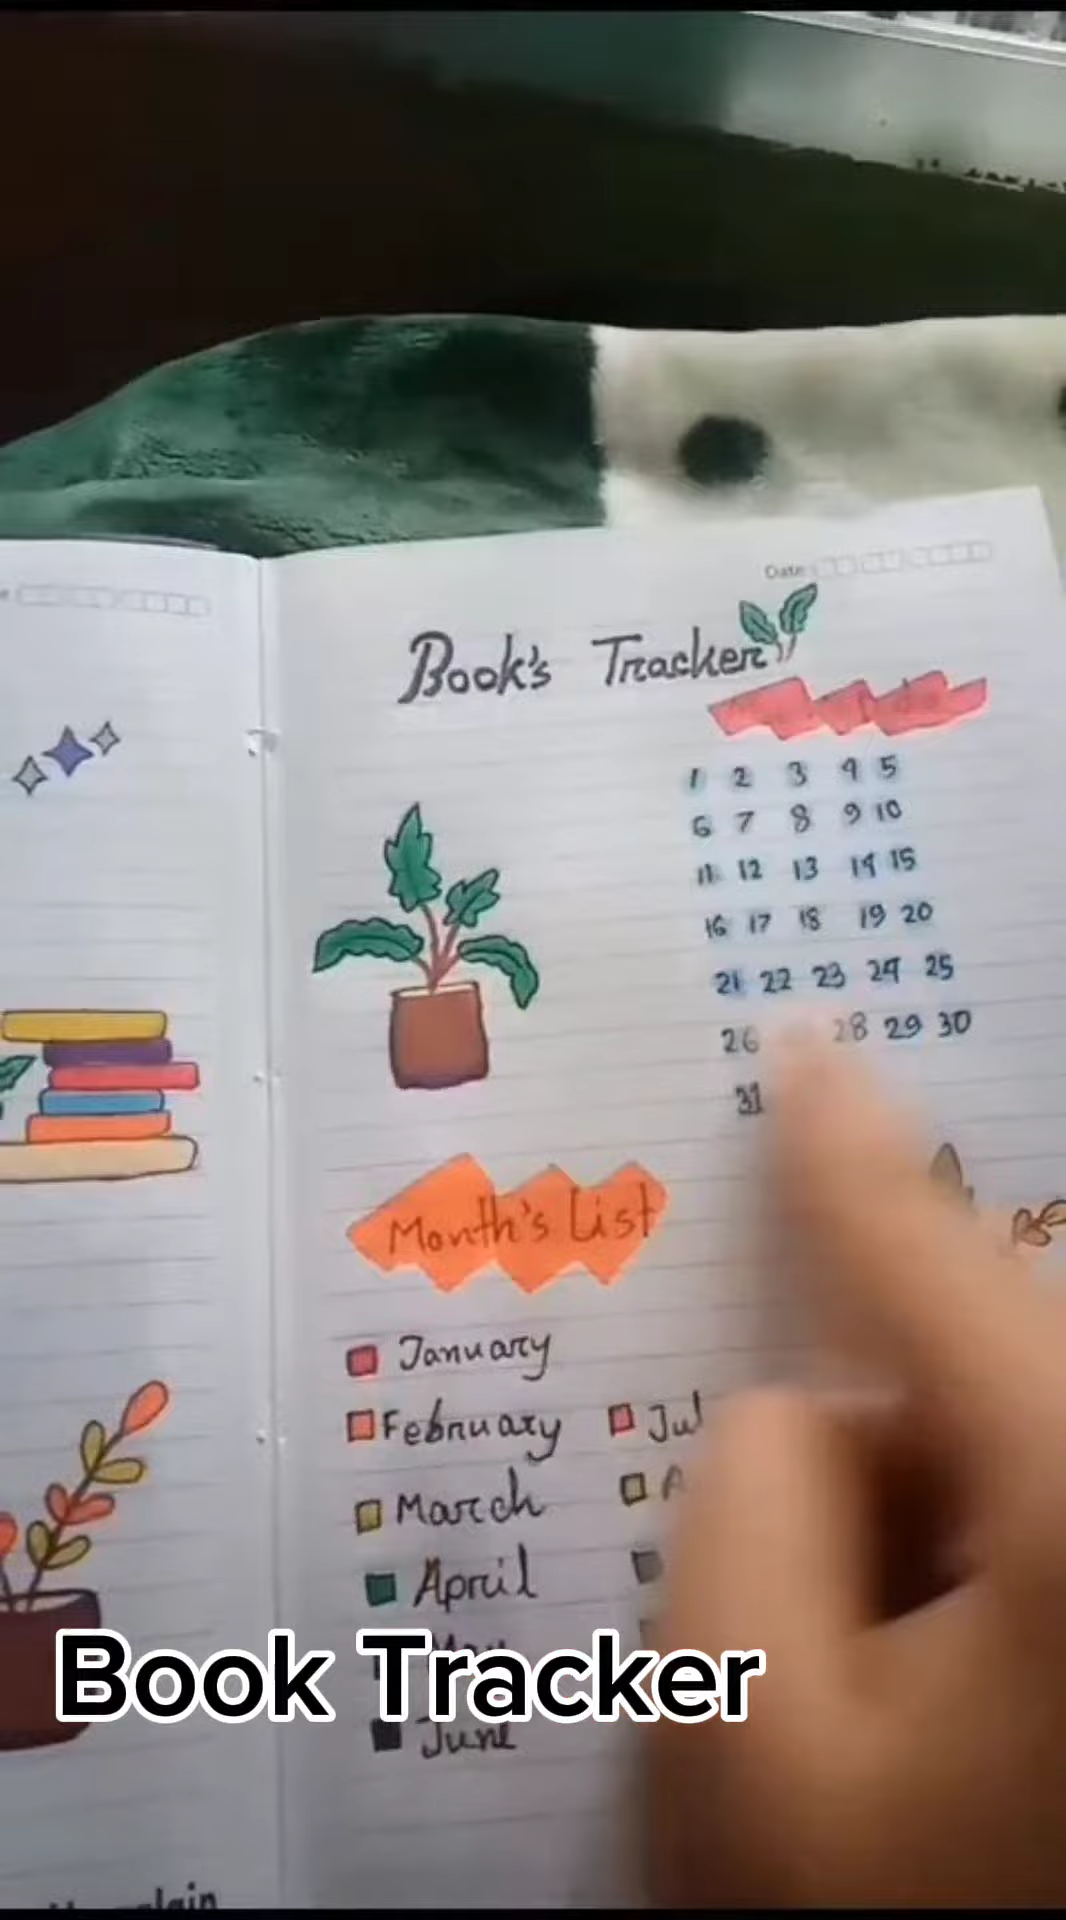 Date
Book's Tracker
1 2 3 4 5
6 7 8 9 10
11 12 13 14 15
16 17 18 19 20
21 22 23 24 25
26 28 29 30
31
Month's List
January
February
March
April
May
June
Book Tracker